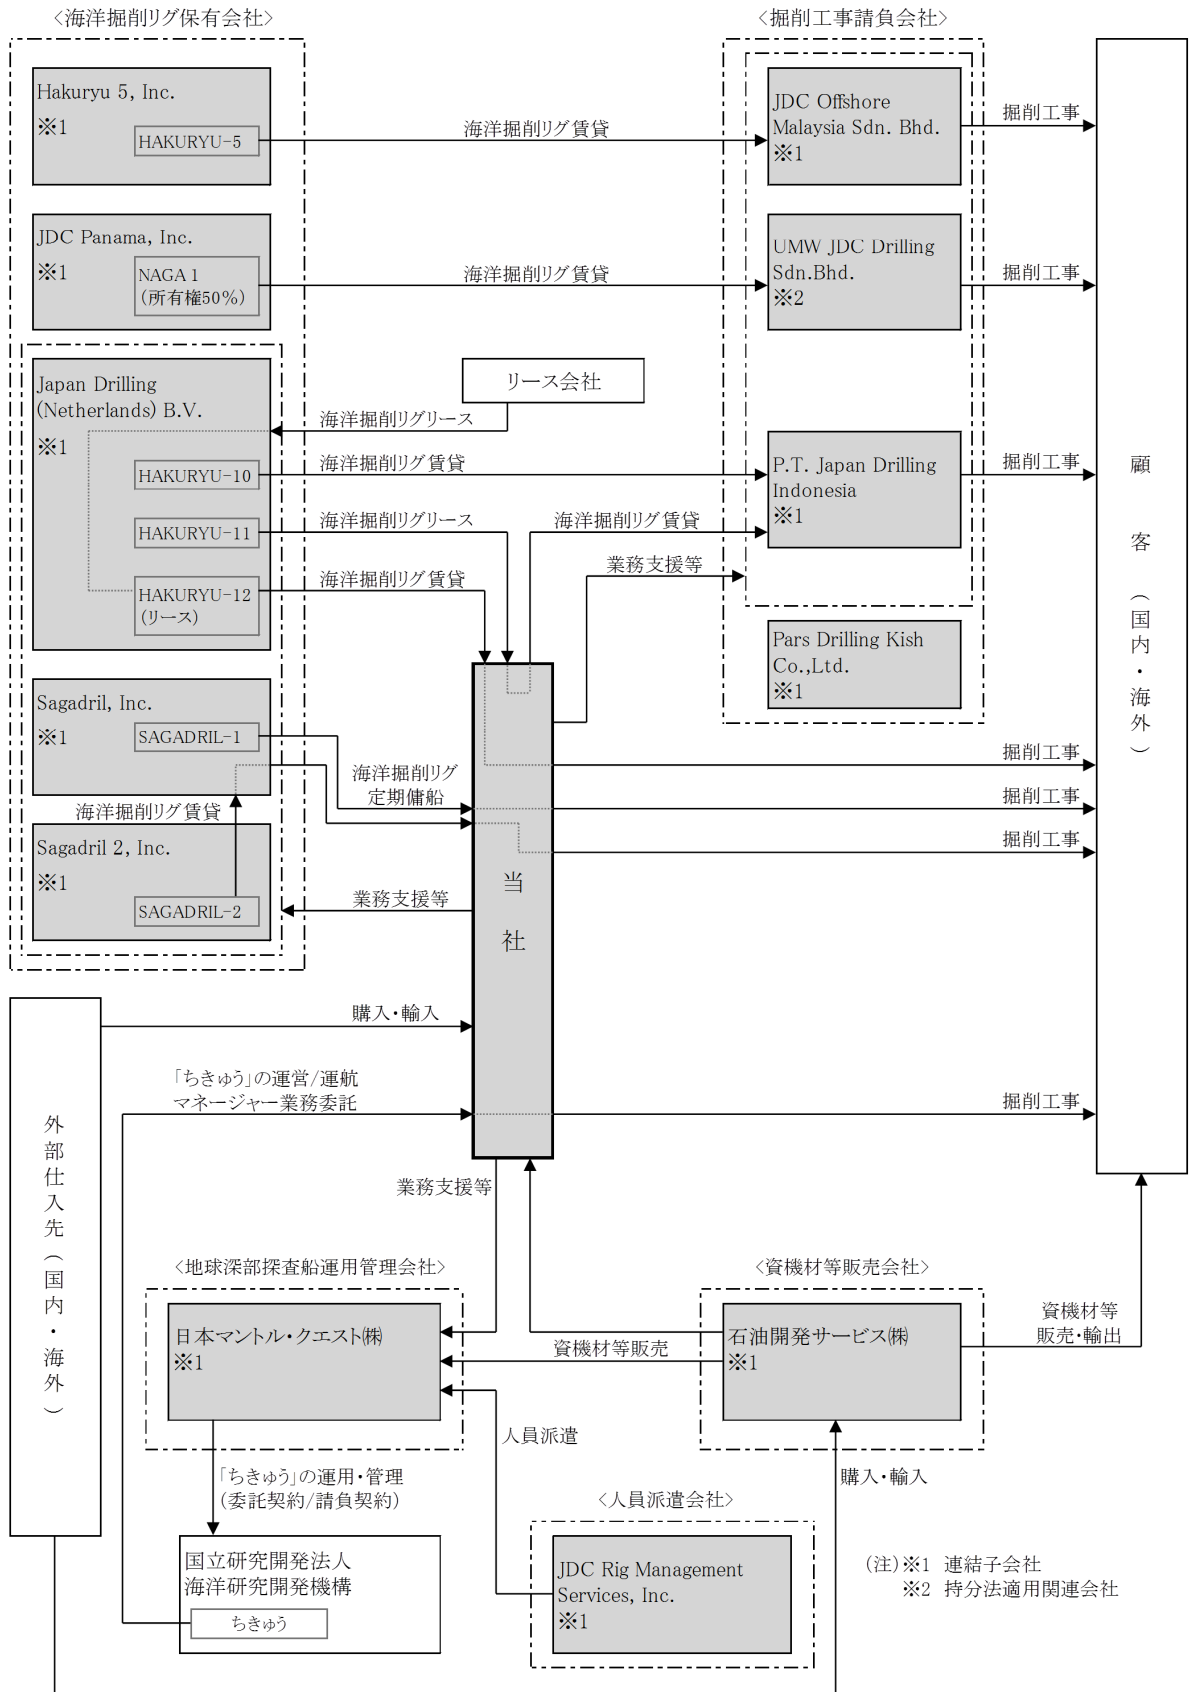 〈海洋掘削リグ保有会社〉
〈掘削工事請負会社〉
Hakuryu 5, Inc.
※1
HAKURYU-5
海洋掘削リグ賃貸
JDC Offshore
Malaysia Sdn. Bhd.
※1
掘削工事
JDC Panama, Inc.
※1
NAGA 1
(所有権50%)
海洋掘削リグ賃貸
UMW JDC Drilling
Sdn.Bhd.
※2
掘削工事
Japan Drilling
(Netherlands) B.V.
※1
リース会社
海洋掘削リグリース
HAKURYU-10
海洋掘削リグ賃貸
P.T. Japan Drilling
Indonesia
※1
掘削工事
HAKURYU-11
海洋掘削リグリース
海洋掘削リグ賃貸
HAKURYU-12
(リース)
海洋掘削リグ賃貸
業務支援等
Pars Drilling Kish
Co.,Ltd.
※1
顧客(国内・海外)
Sagadril, Inc.
※1
SAGADRIL-1
海洋掘削リグ
定期傭船
掘削工事
掘削工事
掘削工事
海洋掘削リグ賃貸
Sagadril 2, Inc.
※1
SAGADRIL-2
業務支援等
当社
購入・輸入
「ちきゅう」の運営/運航
マネージャー業務委託
掘削工事
外部仕入先(国内・海外)
業務支援等
〈地球深部探査船運用管理会社〉
〈資機材等販売会社〉
日本マントル・クエスト㈱
※1
資機材等販売
石油開発サービス㈱
※1
資機材等
販売・輸出
人員派遣
「ちきゅう」の運用・管理
(委託契約/請負契約)
購入・輸入
〈人員派遣会社〉
国立研究開発法人
海洋研究開発機構
ちきゅう
JDC Rig Management
Services, Inc.
※1
(注)※1 連結子会社
※2 持分法適用関連会社